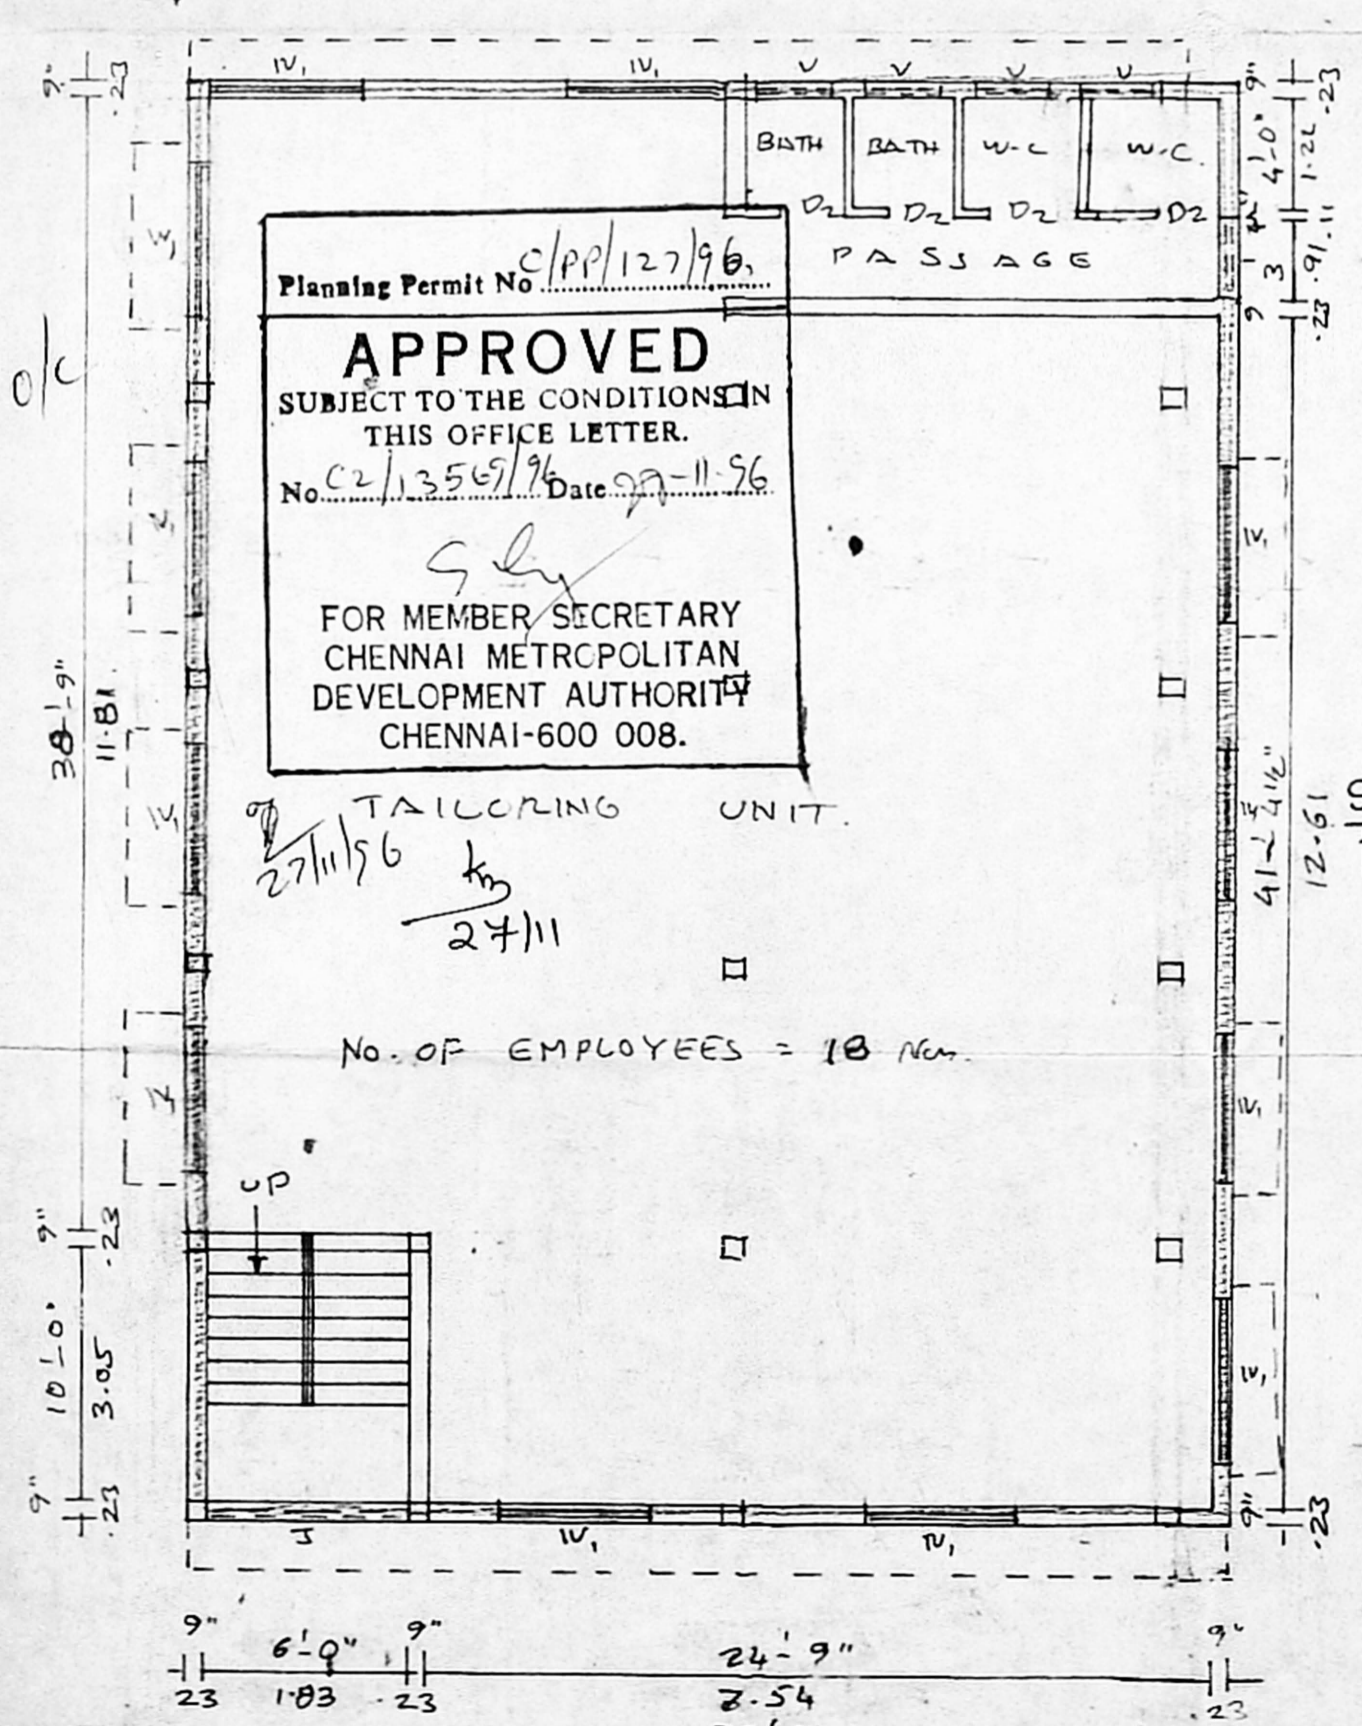 W1 W1 V V V V
9" .23
9" .23
BATH BATH W.C W.C.
4'-0" 1.22
D2 D2 D2 D2
4" .11
PASSAGE
3 .91
9 .23
Planning Permit No C/PP/127/96.
APPROVED
SUBJECT TO THE CONDITIONS IN
THIS OFFICE LETTER.
No. C2/13569/96 Date 27-11-96
FOR MEMBER SECRETARY
CHENNAI METROPOLITAN
DEVELOPMENT AUTHORITY
CHENNAI-600 008.
O/C
38'-9"
11.81
41'-4½"
12.61
TAILORING UNIT.
27/11/96
27/11
No. OF EMPLOYEES = 18 Nos.
UP
9" .23
10'-0"
3.05
9" .23
9" .23
J W1 W1
9" 6'-0" 9" 24'-9" 9"
23 1.83 .23 7.54 .23